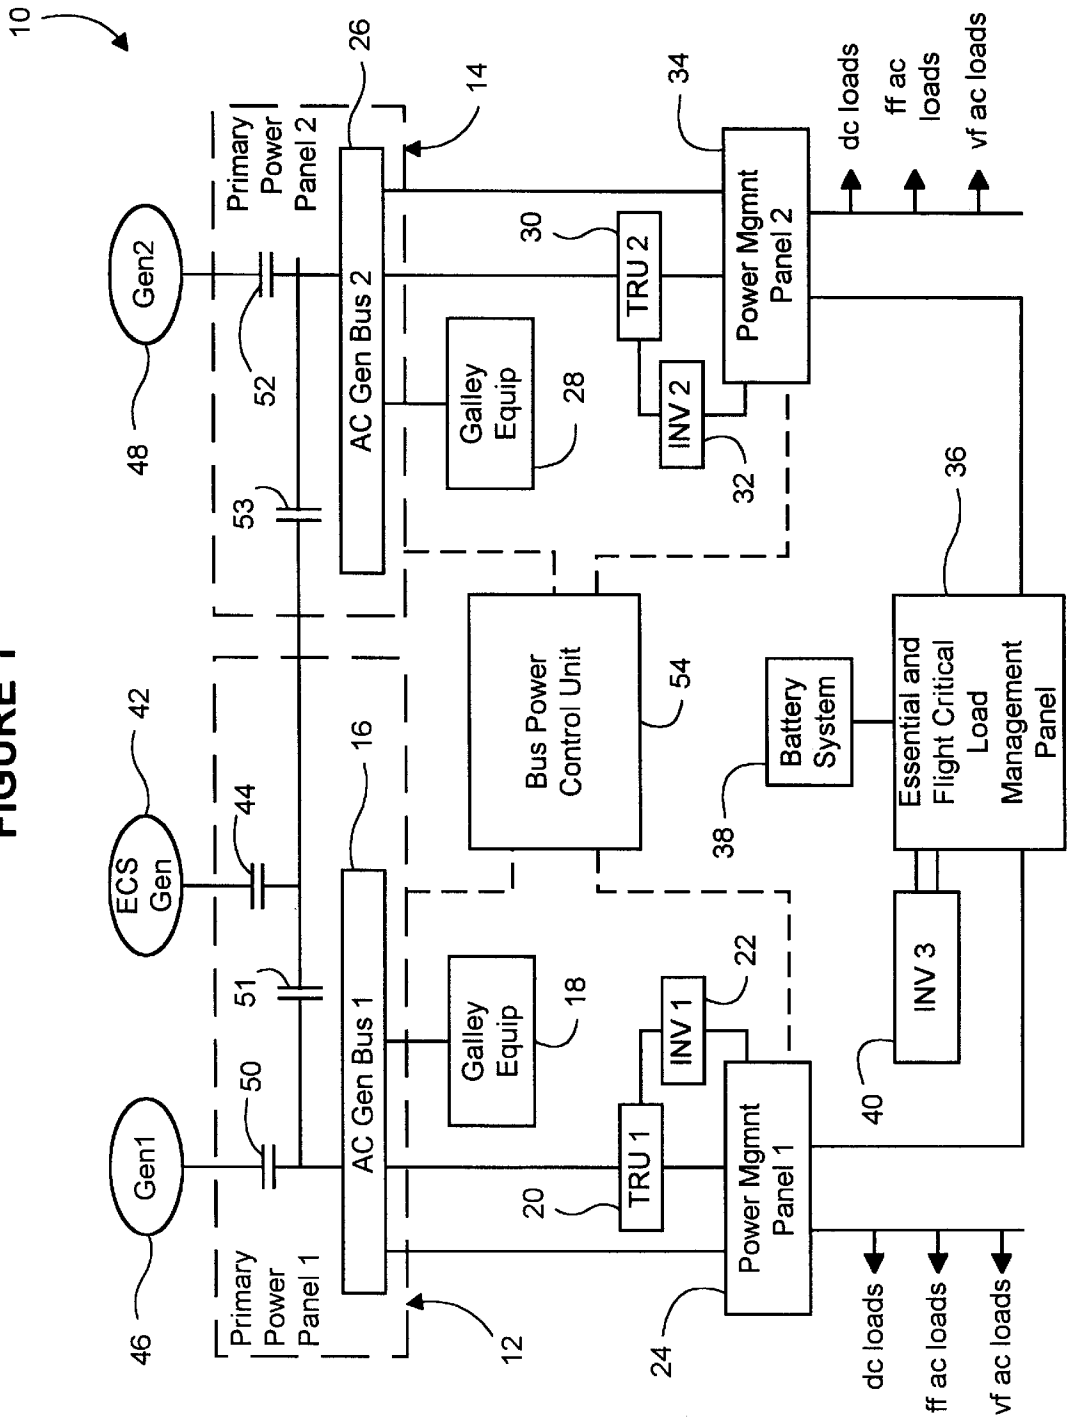 FIGURE 1
10
46
Gen1
ECS
Gen
42
48
Gen2
Primary
Power
Panel 1
50
51
44
53
52
Primary
Power
Panel 2
AC Gen Bus 1
16
AC Gen Bus 2
26
12
14
Galley
Equip
18
Bus Power
Control Unit
54
Galley
Equip
28
20
TRU 1
INV 1
22
30
TRU 2
INV 2
32
24
Power Mgmnt
Panel 1
Power Mgmnt
Panel 2
34
38
Battery
System
40
INV 3
Essential and
Flight Critical
Load
Management
Panel
36
dc loads
ff ac loads
vf ac loads
dc loads
ff ac
loads
vf ac loads